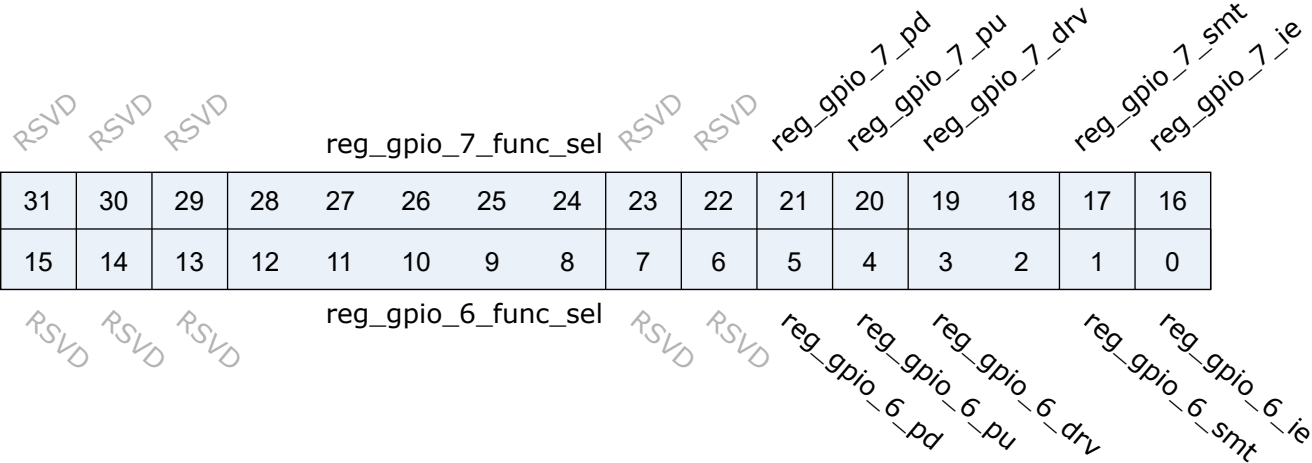 RSVD RSVD RSVD reg_gpio_7_func_sel RSVD RSVD reg_gpio_7_pd reg_gpio_7_pu reg_gpio_7_drv reg_gpio_7_smt reg_gpio_7_ie
31 30 29 28 27 26 25 24 23 22 21 20 19 18 17 16
15 14 13 12 11 10 9 8 7 6 5 4 3 2 1 0
RSVD RSVD RSVD reg_gpio_6_func_sel RSVD RSVD reg_gpio_6_pd reg_gpio_6_pu reg_gpio_6_drv reg_gpio_6_smt reg_gpio_6_ie